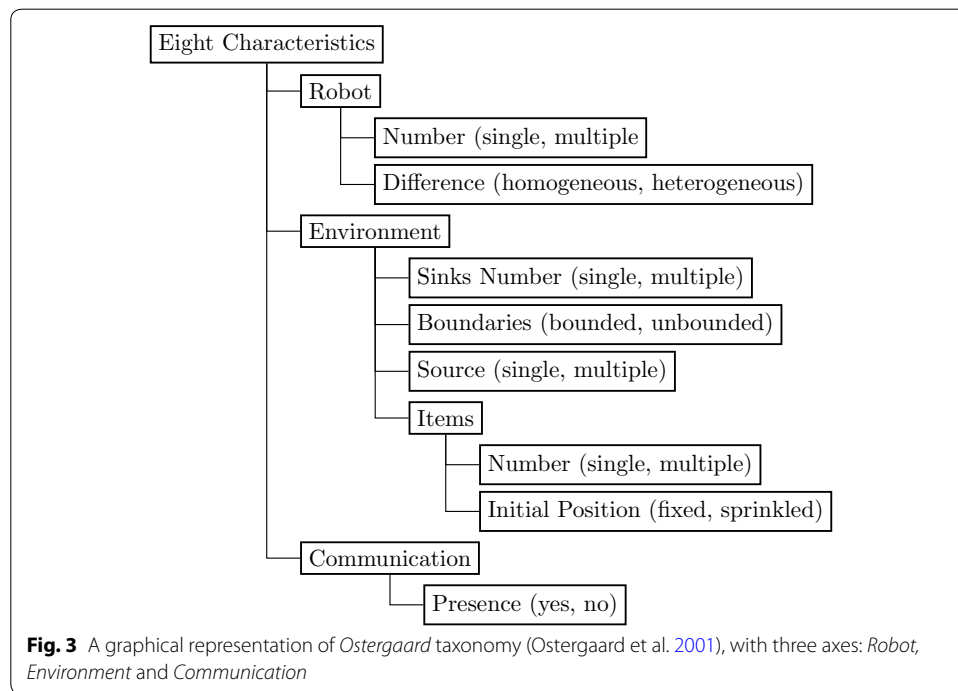 Eight Characteristics
Robot
Number (single, multiple
Difference (homogeneous, heterogeneous)
Environment
Sinks Number (single, multiple)
Boundaries (bounded, unbounded)
Source (single, multiple)
Items
Number (single, multiple)
Initial Position (fixed, sprinkled)
Communication
Presence (yes, no)
Fig. 3 A graphical representation of Ostergaard taxonomy (Ostergaard et al. 2001), with three axes: Robot,
Environment and Communication